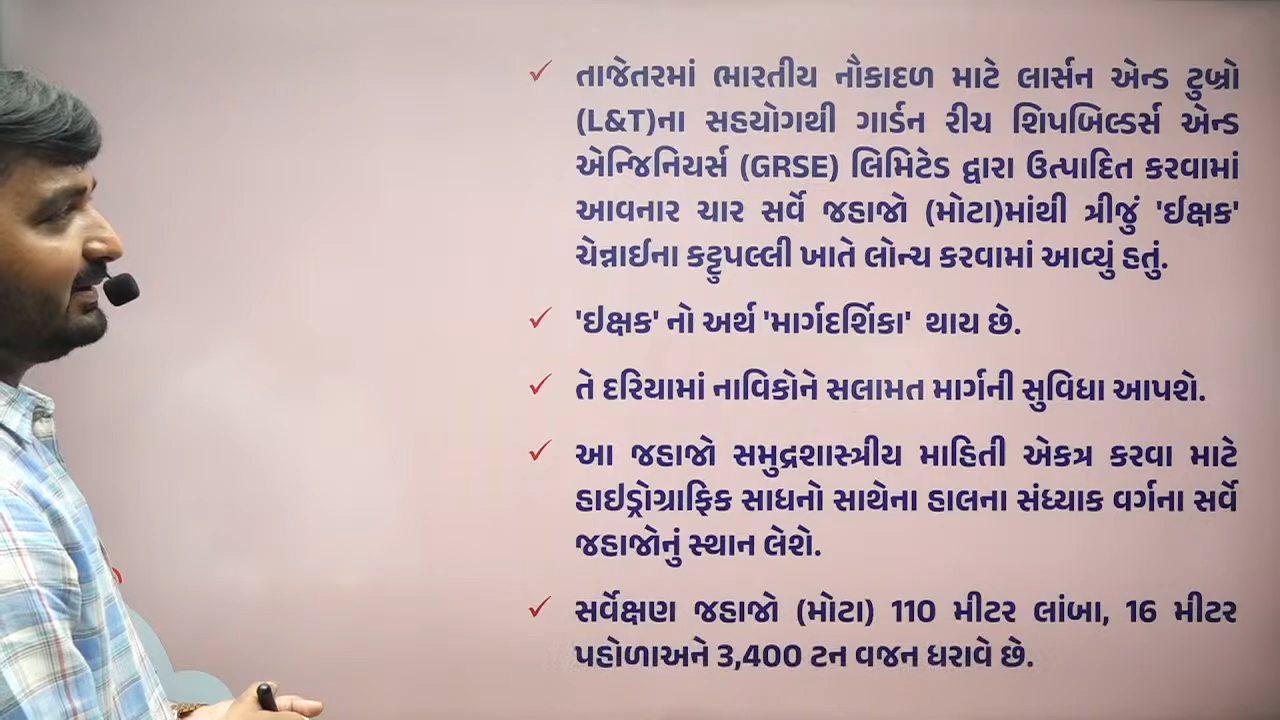 ✓ તાજેતરમાં ભારતીય નૌકાદળ માટે લાર્સન એન્ડ ટુબ્રો
(L&T)ના સહયોગથી ગાર્ડન રીચ શિપબિલ્ડર્સ એન્ડ
એન્જિનિયર્સ (GRSE) લિમિટેડ દ્વારા ઉત્પાદિત કરવામાં
આવનાર ચાર સર્વે જહાજો (મોટા)માંથી ત્રીજું 'ઈક્ષક'
ચેન્નાઈના કટ્ટુપલ્લી ખાતે લોન્ચ કરવામાં આવ્યું હતું.
✓ 'ઇક્ષક' નો અર્થ 'માર્ગદર્શિકા' થાય છે.
✓ તે દરિયામાં નાવિકોને સલામત માર્ગની સુવિધા આપશે.
✓ આ જહાજો સમુદ્રશાસ્ત્રીય માહિતી એકત્ર કરવા માટે
હાઇડ્રોગ્રાફિક સાધનો સાથેના હાલના સંધ્યાક વર્ગના સર્વે
જહાજોનું સ્થાન લેશે.
✓ સર્વેક્ષણ જહાજો (મોટા) 110 મીટર લાંબા, 16 મીટર
પહોળાઅને 3,400 ટન વજન ધરાવે છે.